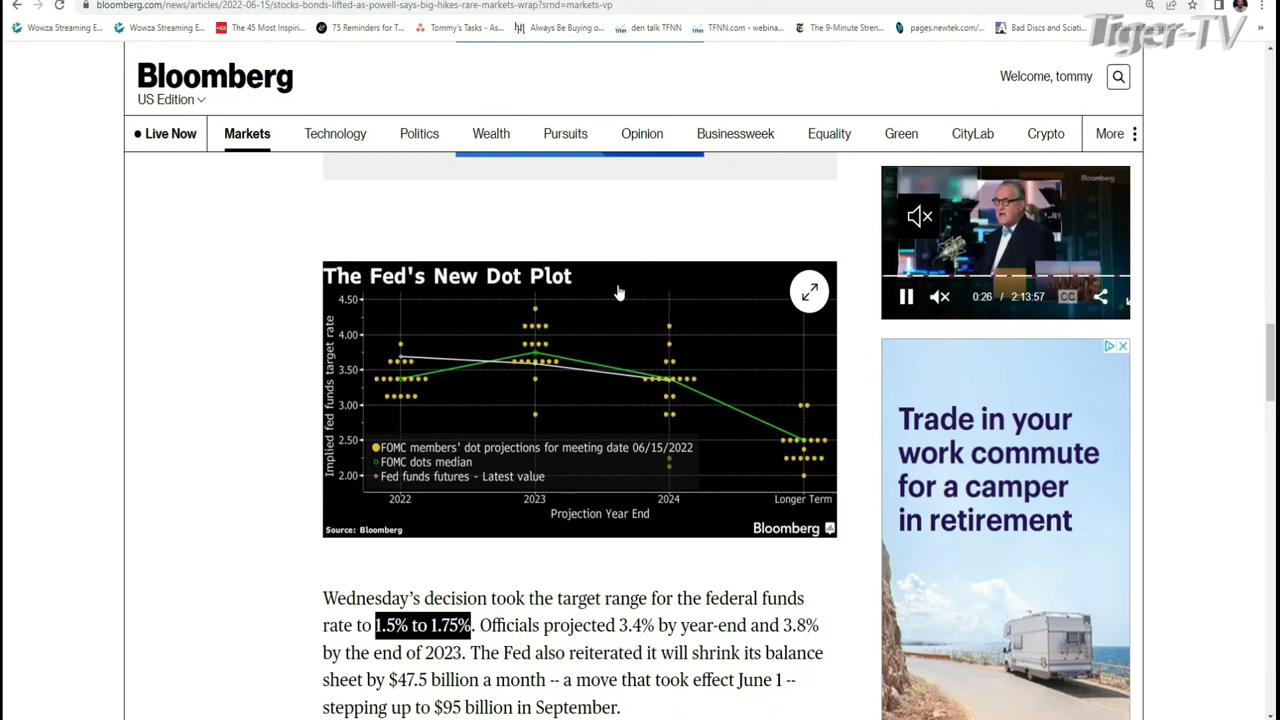 bloomberg.com/news/articles/2022-06-15/stocks-bonds-lifted-as-powell-says-big-hikes-rare-markets-wrap?srnd=markets-vp
Wowza Streaming E...
Wowza Streaming E...
The 45 Most Inspiri...
75 Reminders for T...
Tommy's Tasks - As...
Always Be Buying o...
den talk TFNN
TFNN.com - webina...
The 9-Minute Stren...
pages.newtek.com/...
Bad Discs and Sciati...
Tiger-TV
Bloomberg
US Edition
Welcome, tommy
Live Now
Markets
Technology
Politics
Wealth
Pursuits
Opinion
Businessweek
Equality
Green
CityLab
Crypto
More
Bloomberg
0:26 / 2:13:57
CC
The Fed's New Dot Plot
Implied fed funds target rate
4.50
4.00
3.50
3.00
2.50
2.00
FOMC members' dot projections for meeting date 06/15/2022
FOMC dots median
Fed funds futures - Latest value
2022
2023
2024
Longer Term
Projection Year End
Source: Bloomberg
Bloomberg
Wednesday's decision took the target range for the federal funds
rate to 1.5% to 1.75%. Officials projected 3.4% by year-end and 3.8%
by the end of 2023. The Fed also reiterated it will shrink its balance
sheet by $47.5 billion a month -- a move that took effect June 1 --
stepping up to $95 billion in September.
Trade in your
work commute
for a camper
in retirement